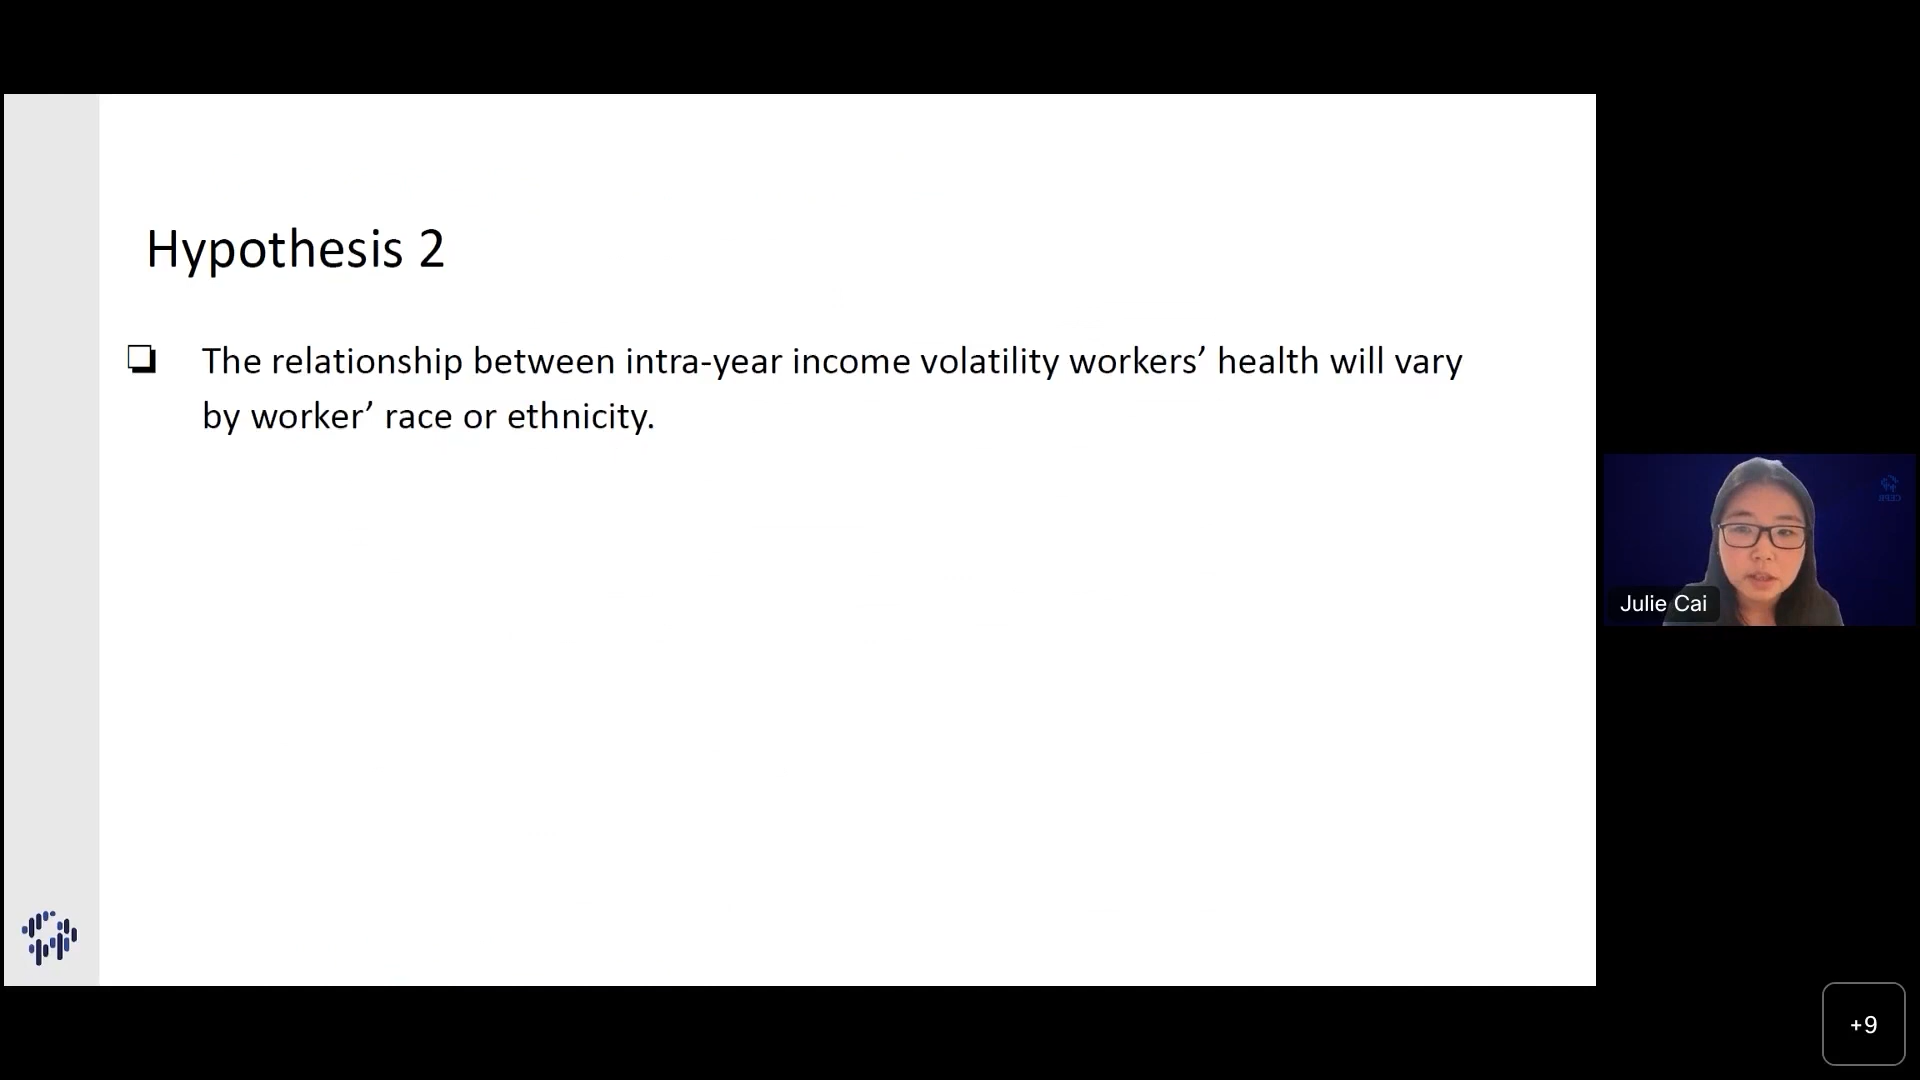 Hypothesis 2
❑ The relationship between intra-year income volatility workers’ health will vary
by worker’ race or ethnicity.
Julie Cai
+9